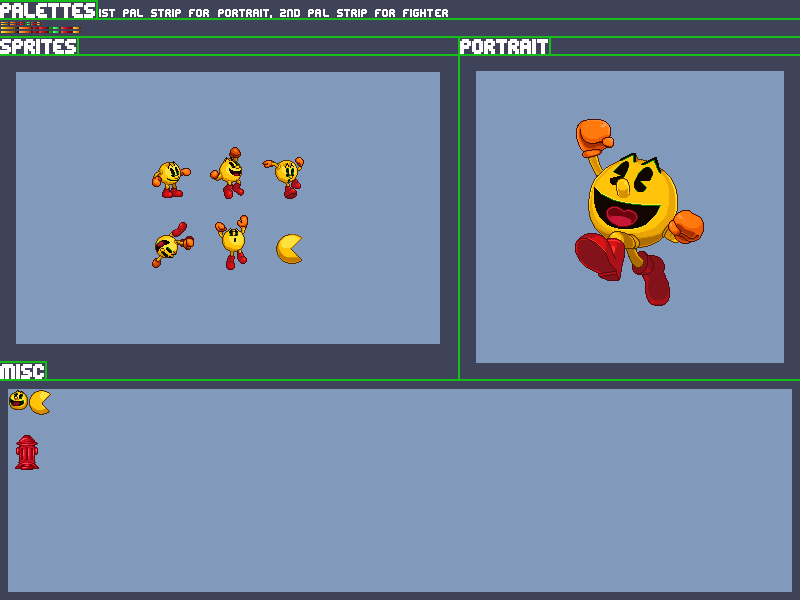 PALETTES 1ST PAL STRIP FOR PORTRAIT, 2ND PAL STRIP FOR FIGHTER
SPRITES
PORTRAIT
MISC